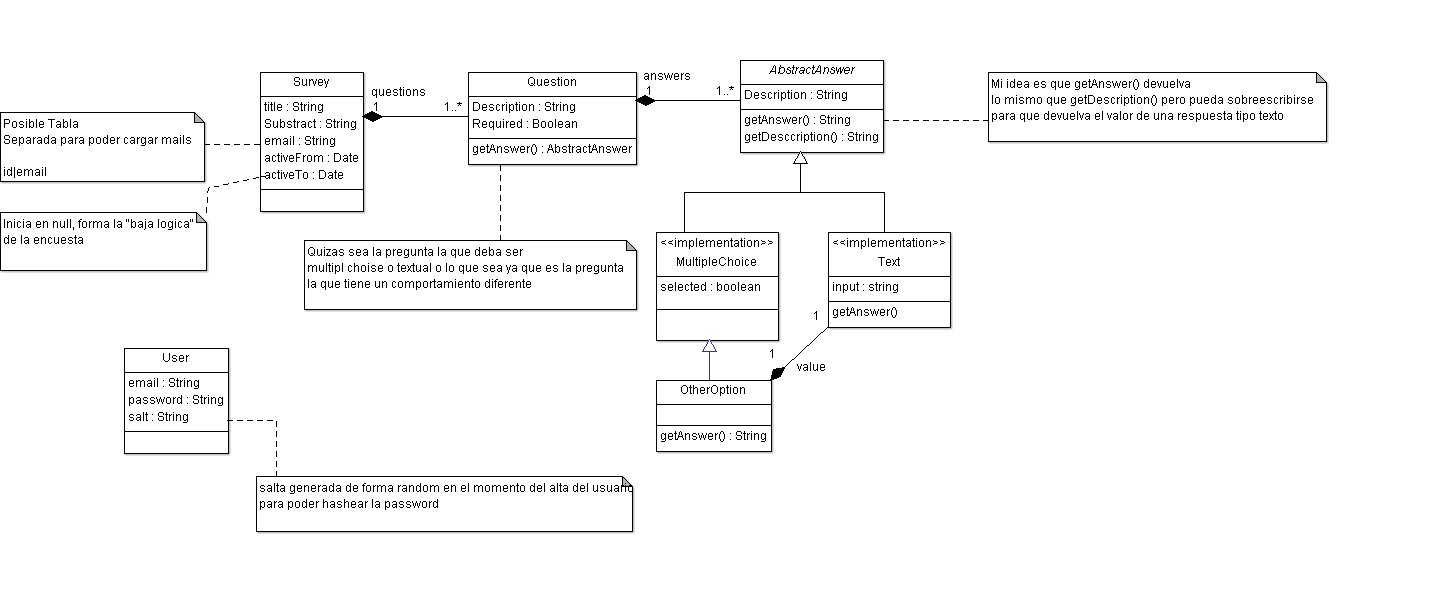 Survey
title : String
Substract : String
email : String
activeFrom : Date
activeTo : Date
questions
1
1..*
Question
Description : String
Required : Boolean
getAnswer() : AbstractAnswer
answers
1
1..*
AbstractAnswer
Description : String
getAnswer() : String
getDesccription() : String
Mi idea es que getAnswer() devuelva
lo mismo que getDescription() pero pueda sobreescribirse
para que devuelva el valor de una respuesta tipo texto
Posible Tabla
Separada para poder cargar mails
id|email
Inicia en null, forma la "baja logica"
de la encuesta
Quizas sea la pregunta la que deba ser
multipl choise o textual o lo que sea ya que es la pregunta
la que tiene un comportamiento diferente
<<implementation>>
MultipleChoice
selected : boolean
<<implementation>>
Text
input : string
getAnswer()
1
1
value
OtherOption
getAnswer() : String
User
email : String
password : String
salt : String
salta generada de forma random en el momento del alta del usuario
para poder hashear la password